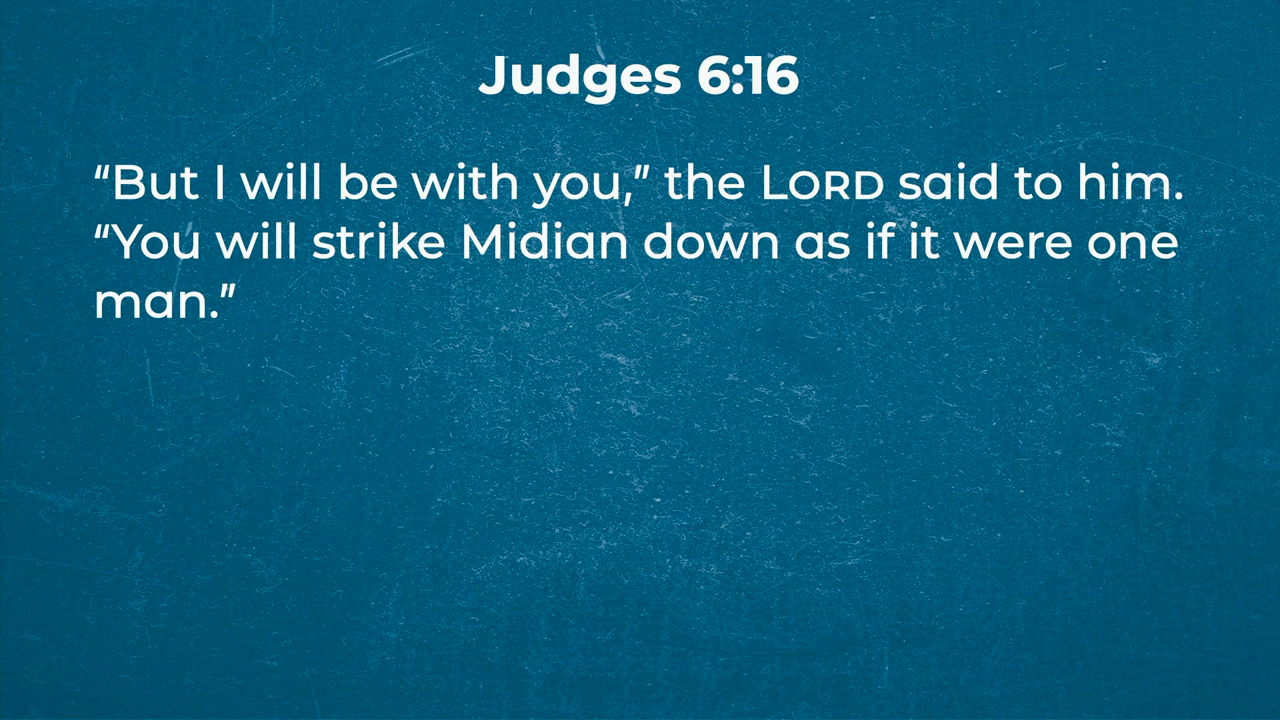 Judges 6:16
“But I will be with you,” the LORD said to him.
“You will strike Midian down as if it were one
man.”